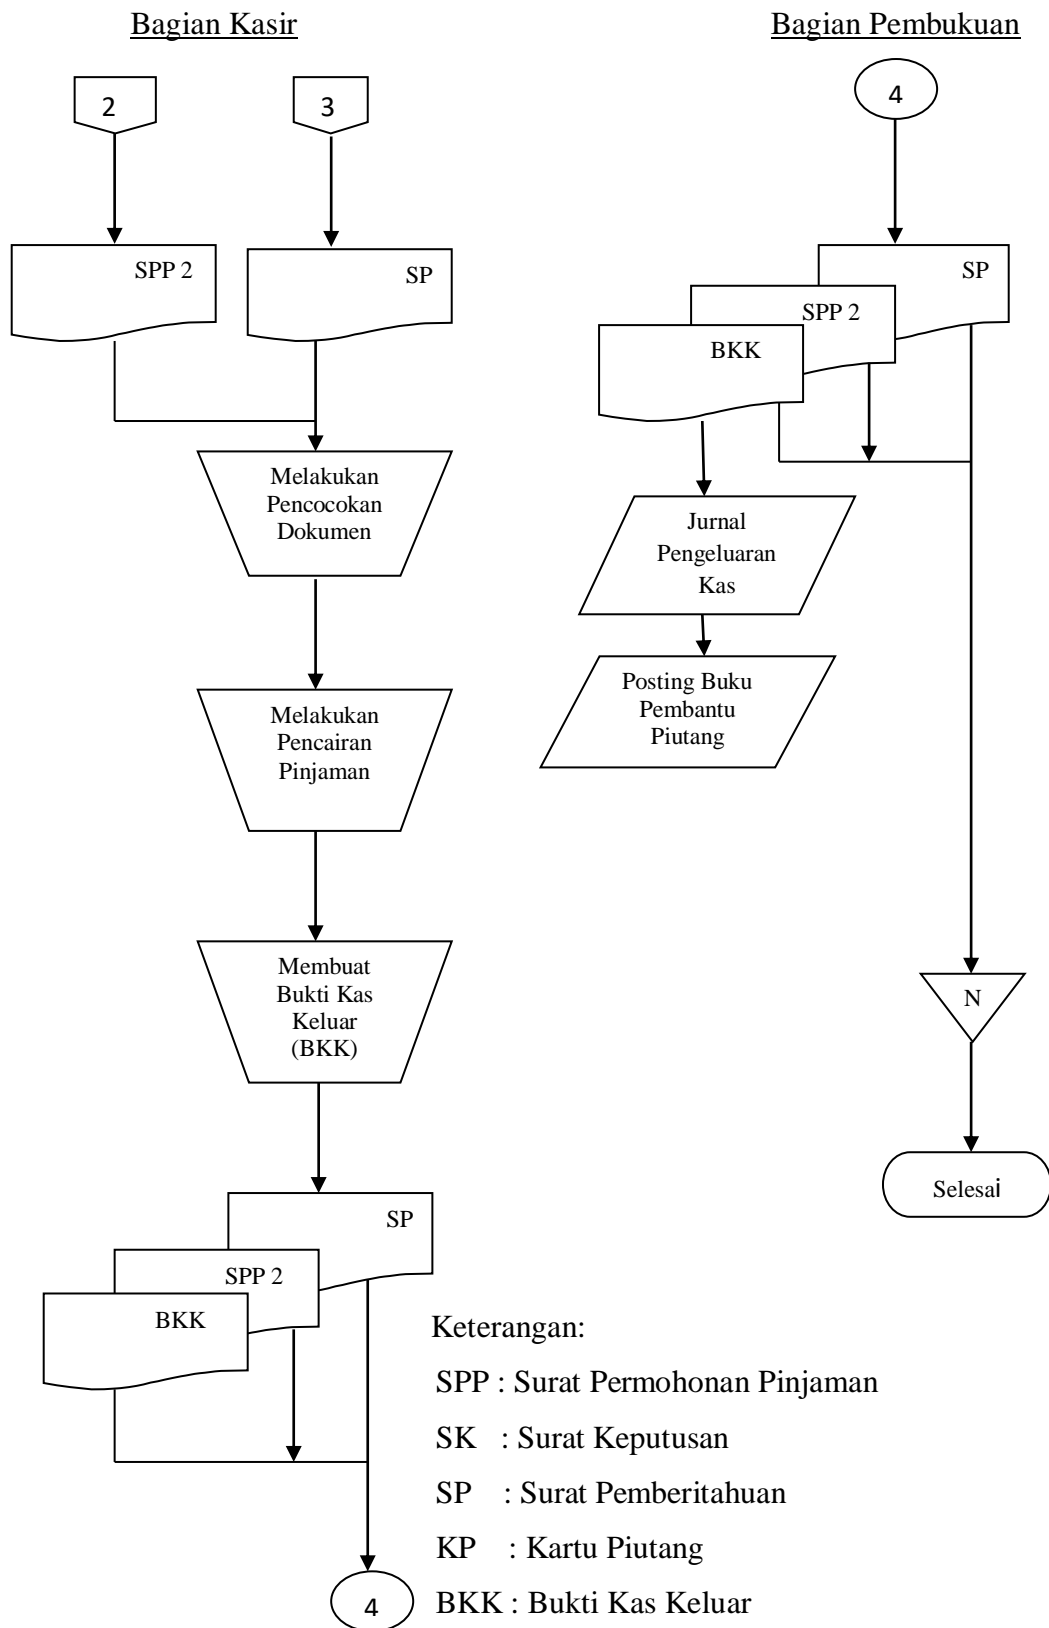 Bagian Kasir
2
3
SPP 2
SP
Melakukan
Pencocokan
Dokumen
Melakukan
Pencairan
Pinjaman
Membuat
Bukti Kas
Keluar
(BKK)
SP
SPP 2
BKK
4
Bagian Pembukuan
4
SP
SPP 2
BKK
Jurnal
Pengeluaran
Kas
Posting Buku
Pembantu
Piutang
N
Selesai
Keterangan:
SPP : Surat Permohonan Pinjaman
SK : Surat Keputusan
SP : Surat Pemberitahuan
KP : Kartu Piutang
BKK : Bukti Kas Keluar